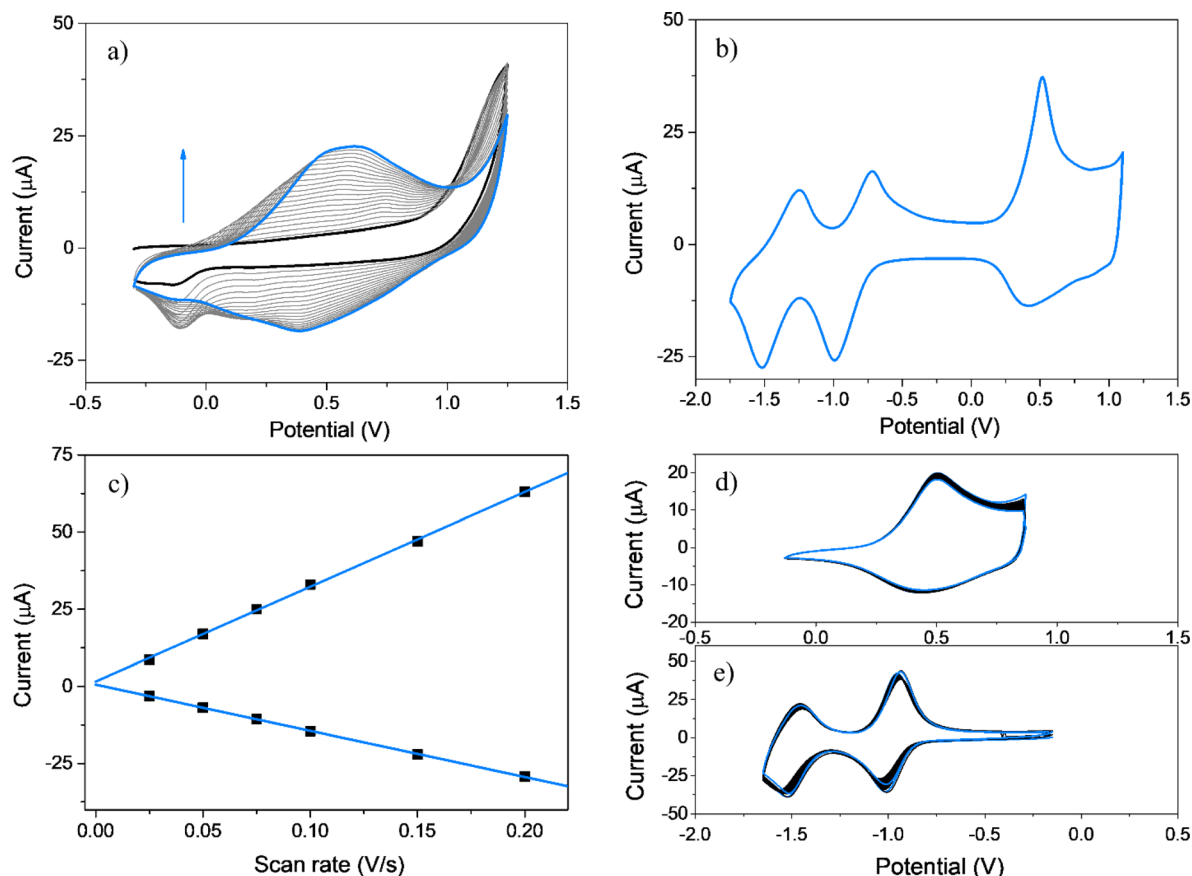 a)
50
25
0
-25
Current (μA)
-0.5 0.0 0.5 1.0 1.5
Potential (V)
b)
50
25
0
-25
Current (μA)
-2.0 -1.5 -1.0 -0.5 0.0 0.5 1.0 1.5
Potential (V)
c)
75
50
25
0
-25
Current (μA)
0.00 0.05 0.10 0.15 0.20
Scan rate (V/s)
d)
20
10
0
-10
-20
Current (μA)
-0.5 0.0 0.5 1.0 1.5
e)
50
25
0
-25
-50
Current (μA)
-2.0 -1.5 -1.0 -0.5 0.0 0.5
Potential (V)